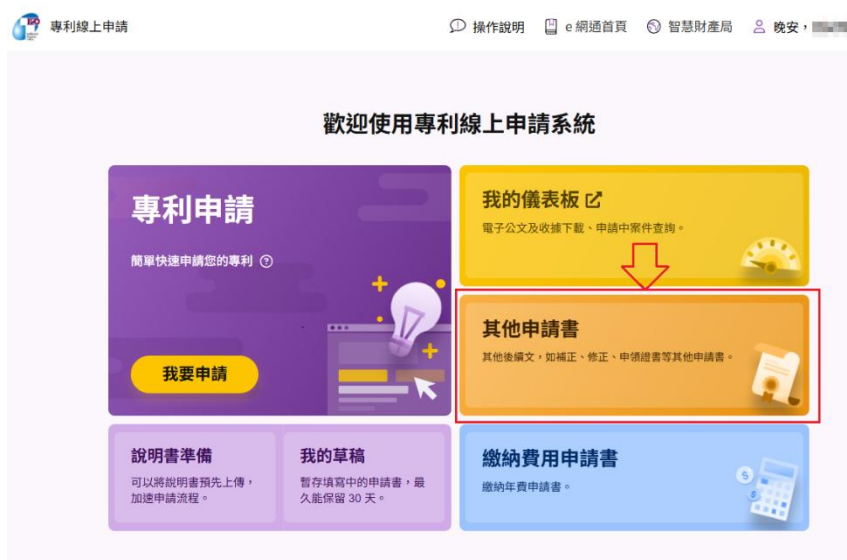 專利線上申請
操作說明
e 網通首頁
智慧財產局
晚安，
歡迎使用專利線上申請系統
專利申請
簡單快速申請您的專利
我要申請
我的儀表板
電子公文及收據下載、申請中案件查詢。
其他申請書
其他後續文，如補正、修正、申領證書等其他申請書。
說明書準備
可以將說明書預先上傳，
加速申請流程。
我的草稿
暫存填寫中的申請書，最
久能保留 30 天。
繳納費用申請書
繳納年費申請書。